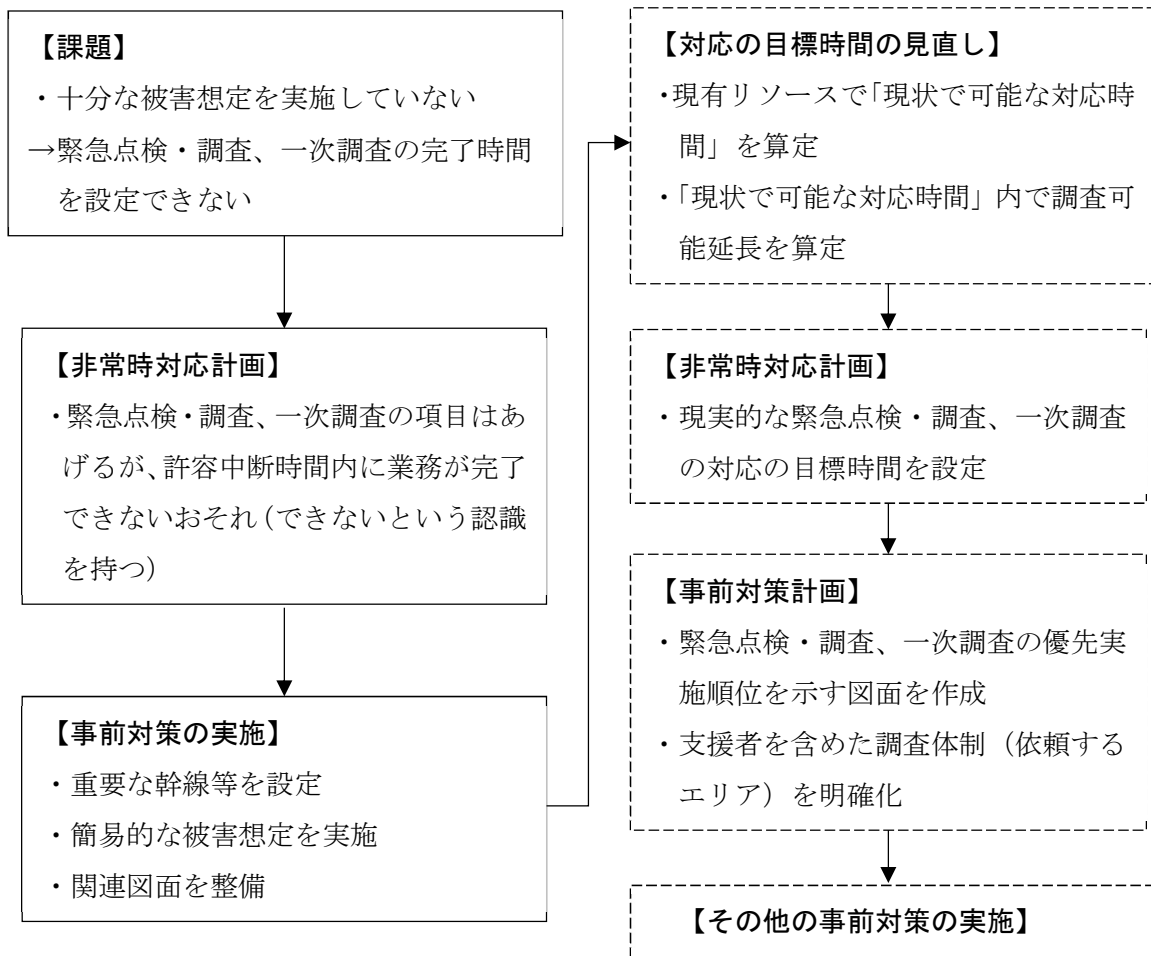 【課題】
・十分な被害想定を実施していない
→緊急点検・調査、一次調査の完了時間
を設定できない
【非常時対応計画】
・緊急点検・調査、一次調査の項目はあ
げるが、許容中断時間内に業務が完了
できないおそれ（できないという認識
を持つ）
【事前対策の実施】
・重要な幹線等を設定
・簡易的な被害想定を実施
・関連図面を整備
【対応の目標時間の見直し】
・現有リソースで「現状で可能な対応時
間」を算定
・「現状で可能な対応時間」内で調査可
能延長を算定
【非常時対応計画】
・現実的な緊急点検・調査、一次調査
の対応の目標時間を設定
【事前対策計画】
・緊急点検・調査、一次調査の優先実
施順位を示す図面を作成
・支援者を含めた調査体制（依頼する
エリア）を明確化
【その他の事前対策の実施】